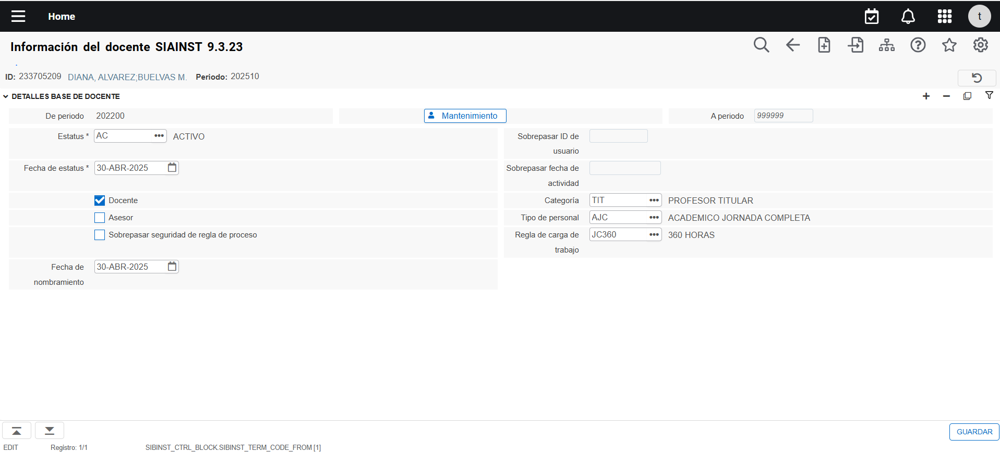 Home
t
Información del docente SIAINST 9.3.23
ID: 233705209 DIANA, ALVAREZ;BUELVAS M. Periodo: 202510
DETALLES BASE DE DOCENTE
De periodo 202200 Mantenimiento A periodo 999999
Estatus * AC ACTIVO
Sobrepasar ID de
usuario
Fecha de estatus * 30-ABR-2025
Sobrepasar fecha de
actividad
Docente
Categoría TIT PROFESOR TITULAR
Asesor
Tipo de personal AJC ACADEMICO JORNADA COMPLETA
Sobrepasar seguridad de regla de proceso
Regla de carga de JC360 360 HORAS
trabajo
Fecha de 30-ABR-2025
nombramiento
GUARDAR
EDIT Registro: 1/1 SIBINST_CTRL_BLOCK.SIBINST_TERM_CODE_FROM [1]